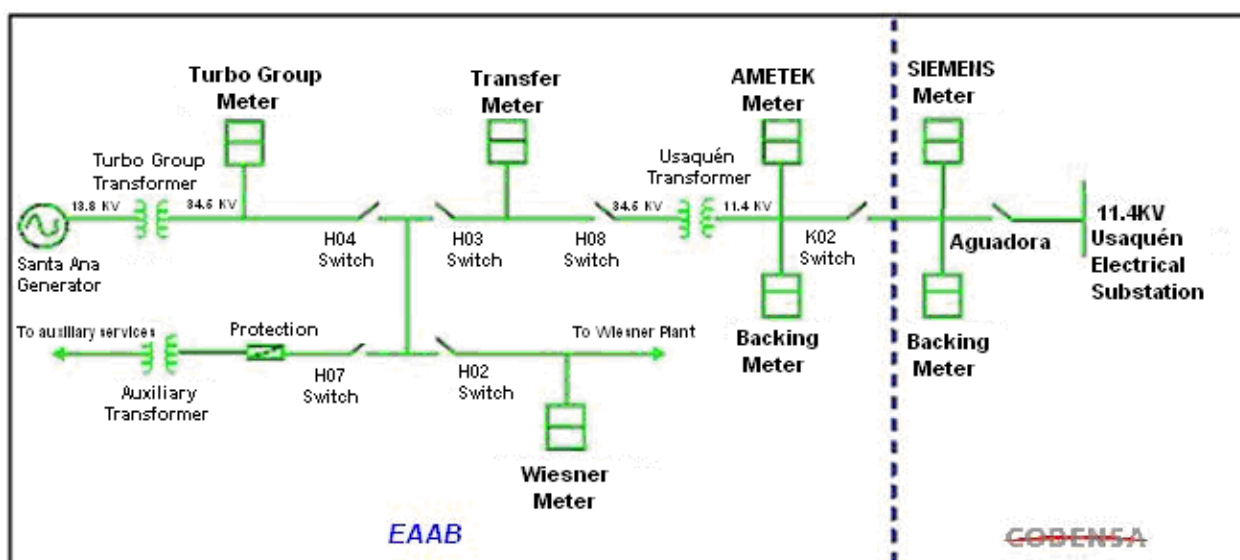 Turbo Group
Meter
Transfer
Meter
AMETEK
Meter
SIEMENS
Meter
Turbo Group
Transformer
Usaquén
Transformer
13.8 KV
34.5 KV
34.5 KV
11.4 KV
11.4KV
Usaquén
Electrical
Substation
Santa Ana
Generator
H04
Switch
H03
Switch
H08
Switch
K02
Switch
Aguadora
To auxiliary services
Protection
To Wiesner Plant
Auxiliary
Transformer
H07
Switch
H02
Switch
Backing
Meter
Backing
Meter
Wiesner
Meter
EAAB
CODENSA